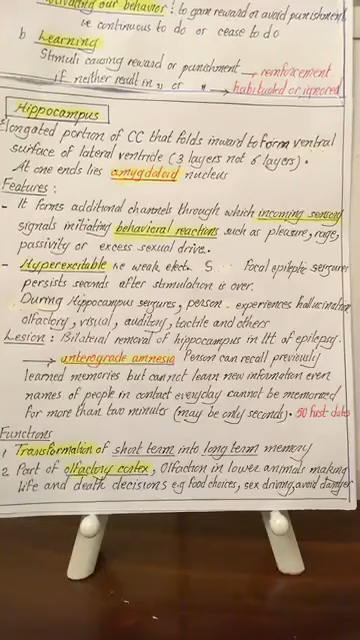 our behavior : to gain reward or avoid punishment
ie continuous to do or cease to do
b Learning
Stimuli causing reward or punishment → reinforcement
if neither result in " or " → habituated or ignored
Hippocampus
Elongated portion of CC that folds inward to form ventral
surface of lateral ventricle (3 layers not 6 layers).
At one ends lies amygdaloid nucleus
Features :
- It forms additional channels through which incoming sensory
signals initiating behavioral reactions such as pleasure, rage,
passivity or excess sexual drive.
- Hyperexcitable ie weak elect. S focal epileptic seizures
persists seconds after stimulation is over.
During Hippocampus seizures, person experiences hallucination
olfactory, visual, auditory, tactile and others
Lesion : Bilateral removal of hippocampus in ttt of epilepsy.
→ anterograde amnesia Person can recall previously
learned memories but cannot learn new information even
names of people in contact everyday cannot be memorized
for more than two minutes (may be only seconds). 50 first dates
Functions
1 Transformation of short term into long term memory
2 Part of olfactory cortex, Olfaction in lower animals making
life and death decisions e.g food choices, sex driving, avoid danger